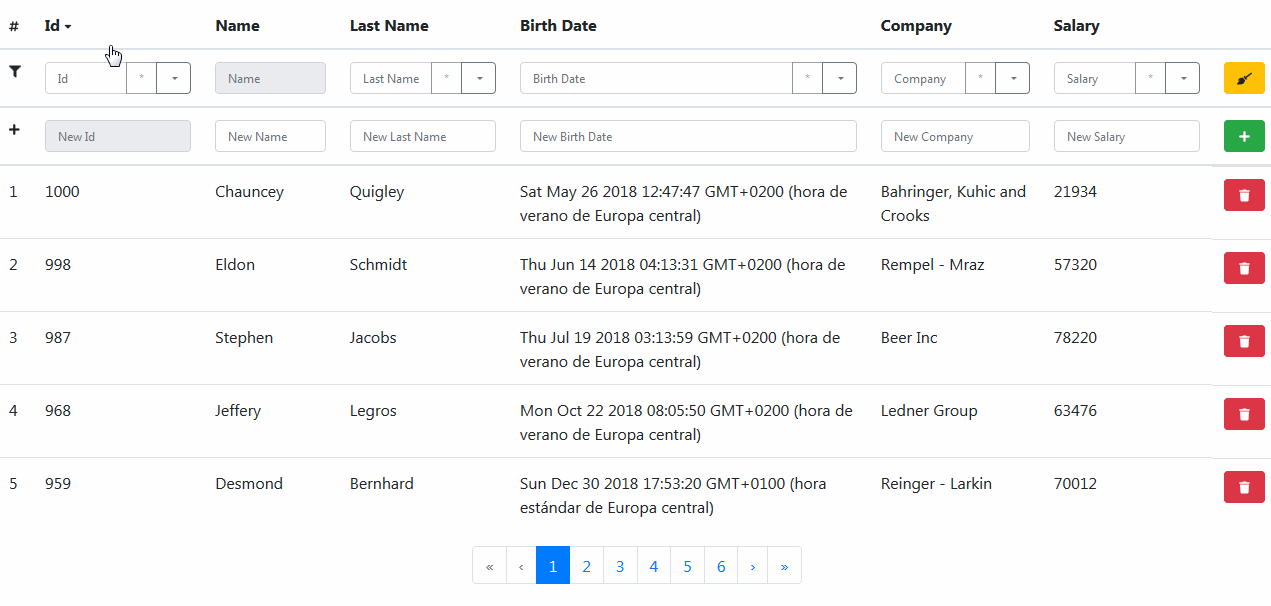 # Id Name Last Name Birth Date Company Salary
Id * Name Last Name * Birth Date * Company * Salary *
New Id New Name New Last Name New Birth Date New Company New Salary
1 1000 Chauncey Quigley Sat May 26 2018 12:47:47 GMT+0200 (hora de Bahringer, Kuhic and 21934
verano de Europa central) Crooks
2 998 Eldon Schmidt Thu Jun 14 2018 04:13:31 GMT+0200 (hora de Rempel - Mraz 57320
verano de Europa central)
3 987 Stephen Jacobs Thu Jul 19 2018 03:13:59 GMT+0200 (hora de Beer Inc 78220
verano de Europa central)
4 968 Jeffery Legros Mon Oct 22 2018 08:05:50 GMT+0200 (hora de Ledner Group 63476
verano de Europa central)
5 959 Desmond Bernhard Sun Dec 30 2018 17:53:20 GMT+0100 (hora Reinger - Larkin 70012
estándar de Europa central)
« ‹ 1 2 3 4 5 6 › »